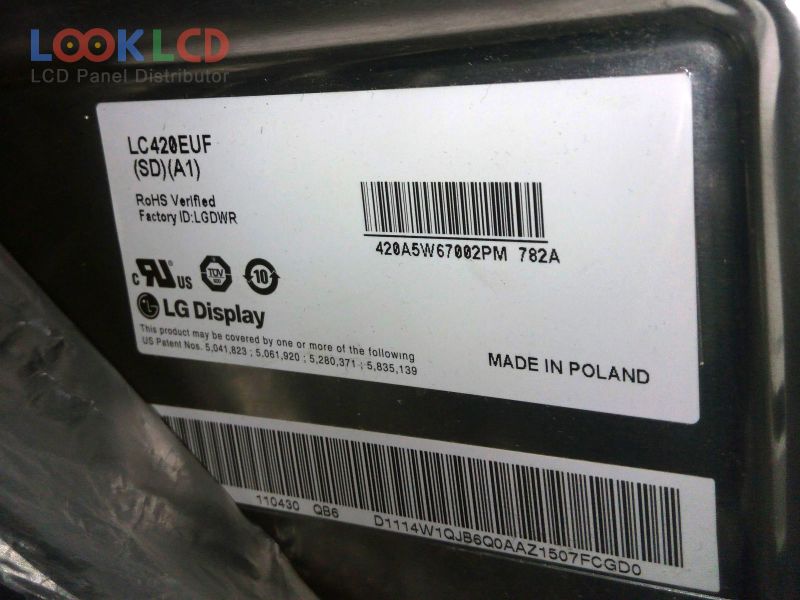 LOOKLCD
LCD Panel Distributor
LC420EUF
(SD)(A1)
RoHS Verified
Factory ID:LGDWR
420A5W67002PM 782A
c RU US TÜV 10
LG Display
This product may be covered by one or more of the following
US Patent Nos. 5,041,823 ; 5,061,920 ; 5,280,371 ; 5,835,139
MADE IN POLAND
110430 QB6 D1114W1QJB6Q0AAZ1507FCGD0